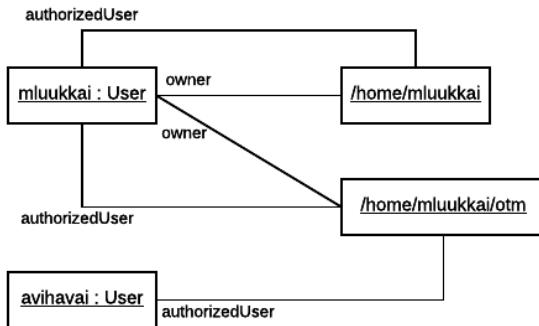 authorizedUser
mluukkai : User
owner
/home/mluukkai
owner
authorizedUser
/home/mluukkai/otm
avihavai : User
authorizedUser